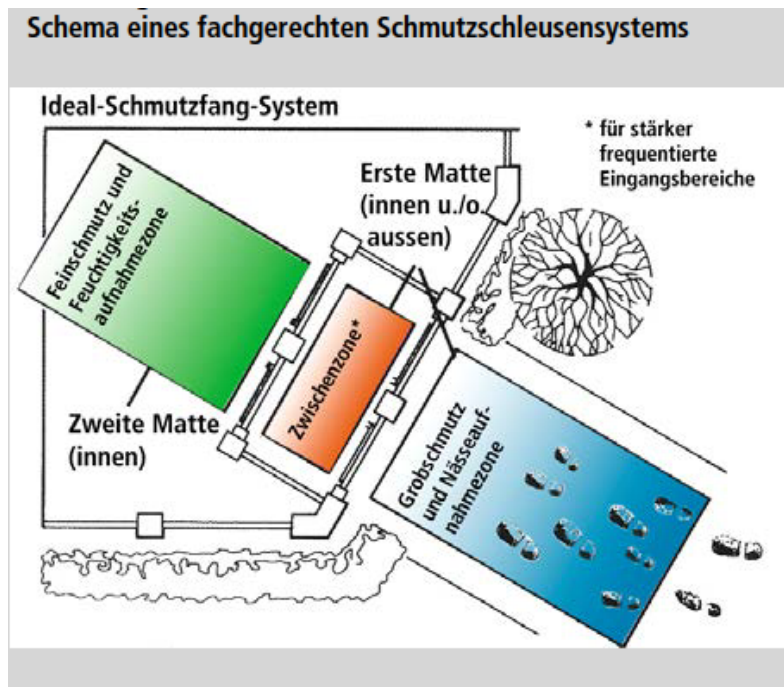 Schema eines fachgerechten Schmutzschleusensystems
Ideal-Schmutzfang-System
* für stärker
frequentierte
Eingangsbereiche
Erste Matte
(innen u./o.
aussen)
Feinschmutz und
Feuchtigkeits-
aufnahmezone
Zwischenzone*
Zweite Matte
(innen)
Grobschmutz
und Nässeauf-
nahmezone